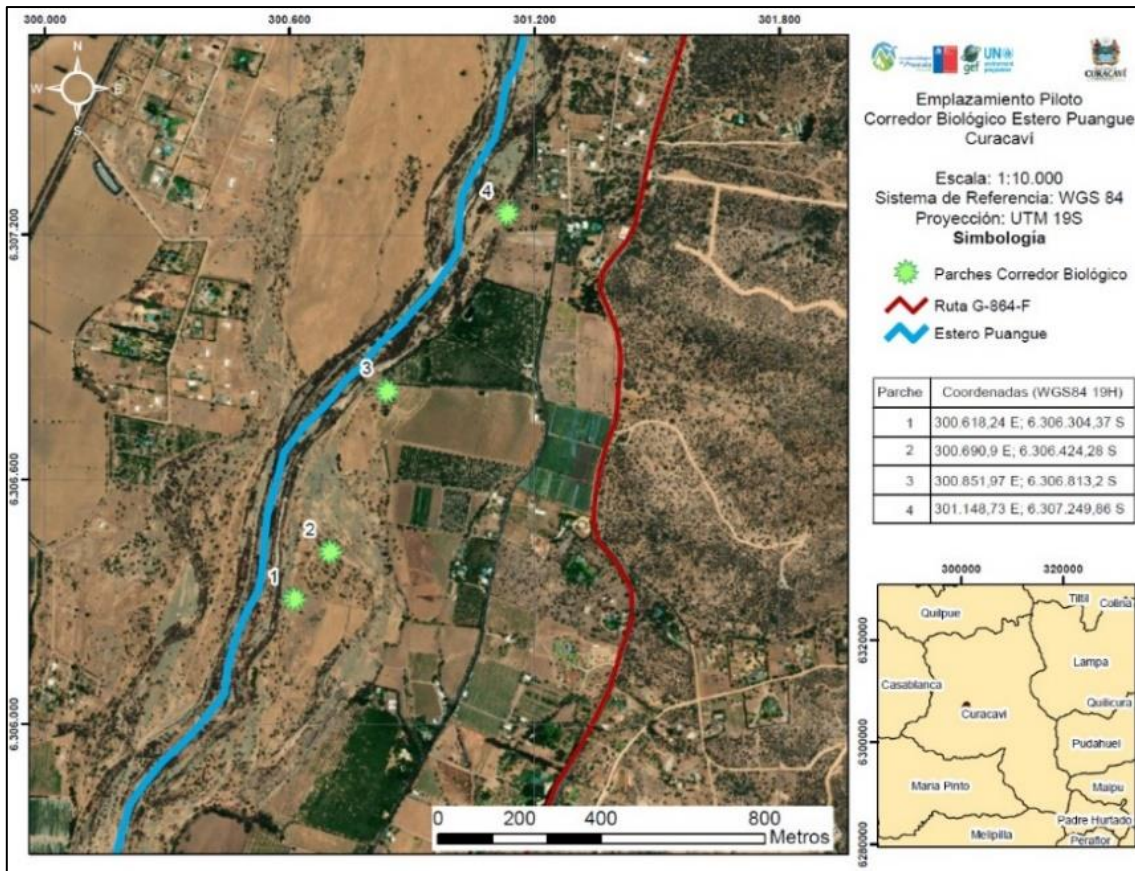 300.000
300.600
301.200
301.800
N
W
E
S
6.307.200
6.306.600
6.306.000
4
3
2
1
0 200 400 800
Metros
gef
UN
CURACAVÍ
Emplazamiento Piloto
Corredor Biológico Estero Puangue
Curacaví
Escala: 1:10.000
Sistema de Referencia: WGS 84
Proyección: UTM 19S
Simbología
Parches Corredor Biológico
Ruta G-864-F
Estero Puangue
Parche Coordenadas (WGS84 19H)
1 300.618,24 E; 6.306.304,37 S
2 300.690,9 E; 6.306.424,28 S
3 300.851,97 E; 6.306.813,2 S
4 301.148,73 E; 6.307.249,86 S
300000 320000
6320000
6300000
6280000
Tiltil
Colina
Quilpue
Lampa
Casablanca
Quilicura
Curacaví
Pudahuel
Maria Pinto
Maipu
Padre Hurtado
Melipilla
Peñaflor